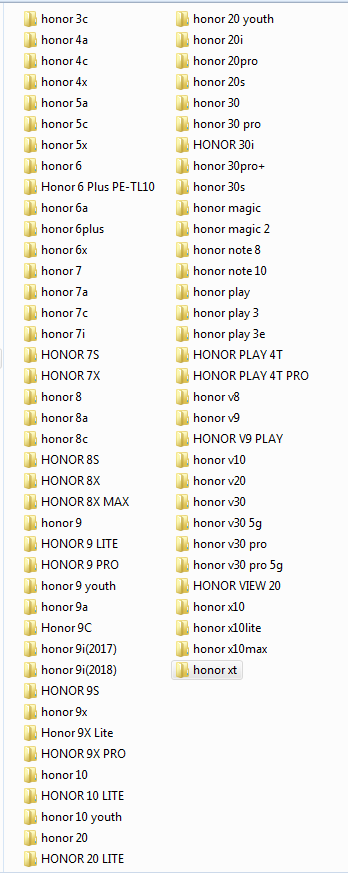 honor 3c
honor 4a
honor 4c
honor 4x
honor 5a
honor 5c
honor 5x
honor 6
Honor 6 Plus PE-TL10
honor 6a
honor 6plus
honor 6x
honor 7
honor 7a
honor 7c
honor 7i
HONOR 7S
HONOR 7X
honor 8
honor 8a
honor 8c
HONOR 8S
HONOR 8X
HONOR 8X MAX
honor 9
HONOR 9 LITE
HONOR 9 PRO
honor 9 youth
honor 9a
Honor 9C
honor 9i(2017)
honor 9i(2018)
HONOR 9S
honor 9x
Honor 9X Lite
HONOR 9X PRO
honor 10
HONOR 10 LITE
honor 10 youth
honor 20
HONOR 20 LITE
honor 20 youth
honor 20i
honor 20pro
honor 20s
honor 30
honor 30 pro
HONOR 30i
honor 30pro+
honor 30s
honor magic
honor magic 2
honor note 8
honor note 10
honor play
honor play 3
honor play 3e
HONOR PLAY 4T
HONOR PLAY 4T PRO
honor v8
honor v9
HONOR V9 PLAY
honor v10
honor v20
honor v30
honor v30 5g
honor v30 pro
honor v30 pro 5g
HONOR VIEW 20
honor x10
honor x10lite
honor x10max
honor xt